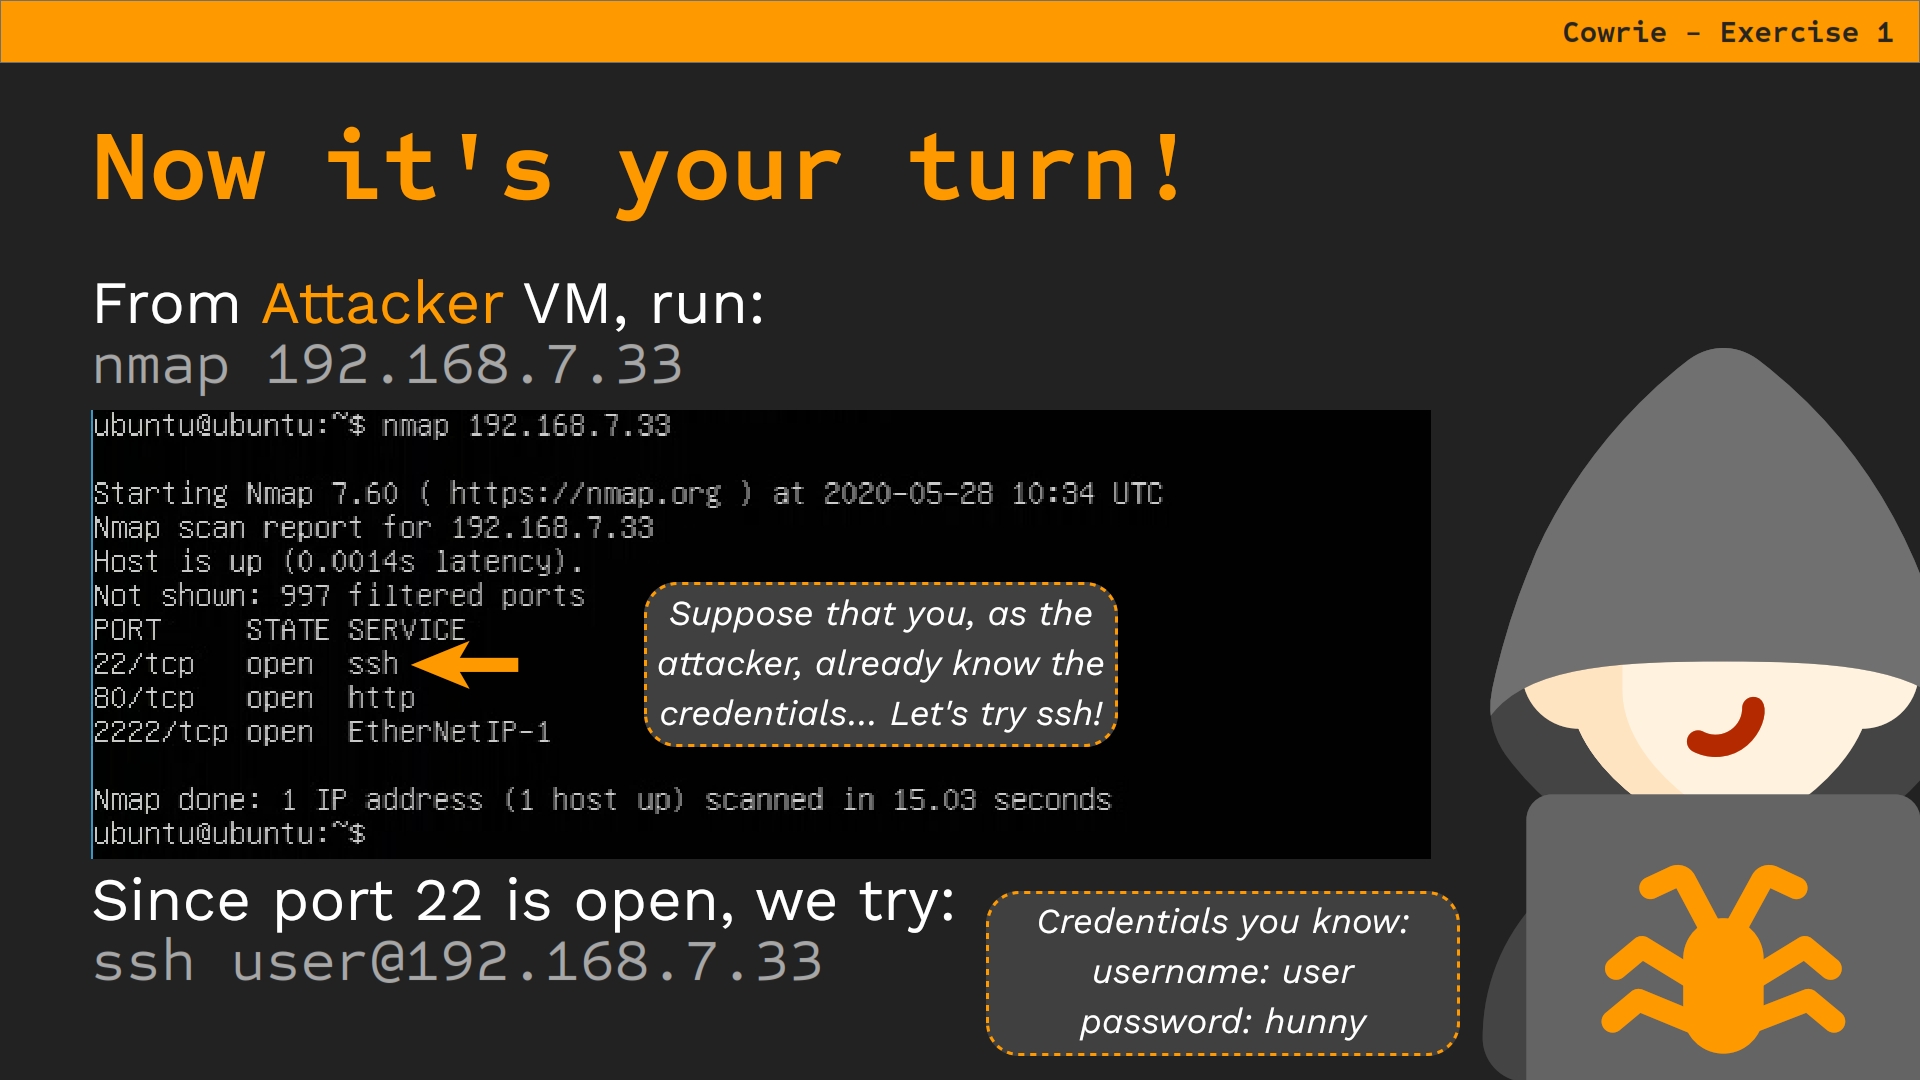 Cowrie – Exercise 1
Now it's your turn!
From Attacker VM, run:
nmap 192.168.7.33
ubuntu@ubuntu:~$ nmap 192.168.7.33
Starting Nmap 7.60 ( https://nmap.org ) at 2020-05-28 10:34 UTC
Nmap scan report for 192.168.7.33
Host is up (0.0014s latency).
Not shown: 997 filtered ports
PORT     STATE SERVICE
22/tcp   open  ssh
80/tcp   open  http
2222/tcp open  EtherNetIP-1
Nmap done: 1 IP address (1 host up) scanned in 15.03 seconds
ubuntu@ubuntu:~$
Suppose that you, as the
attacker, already know the
credentials... Let's try ssh!
Since port 22 is open, we try:
ssh user@192.168.7.33
Credentials you know:
username: user
password: hunny